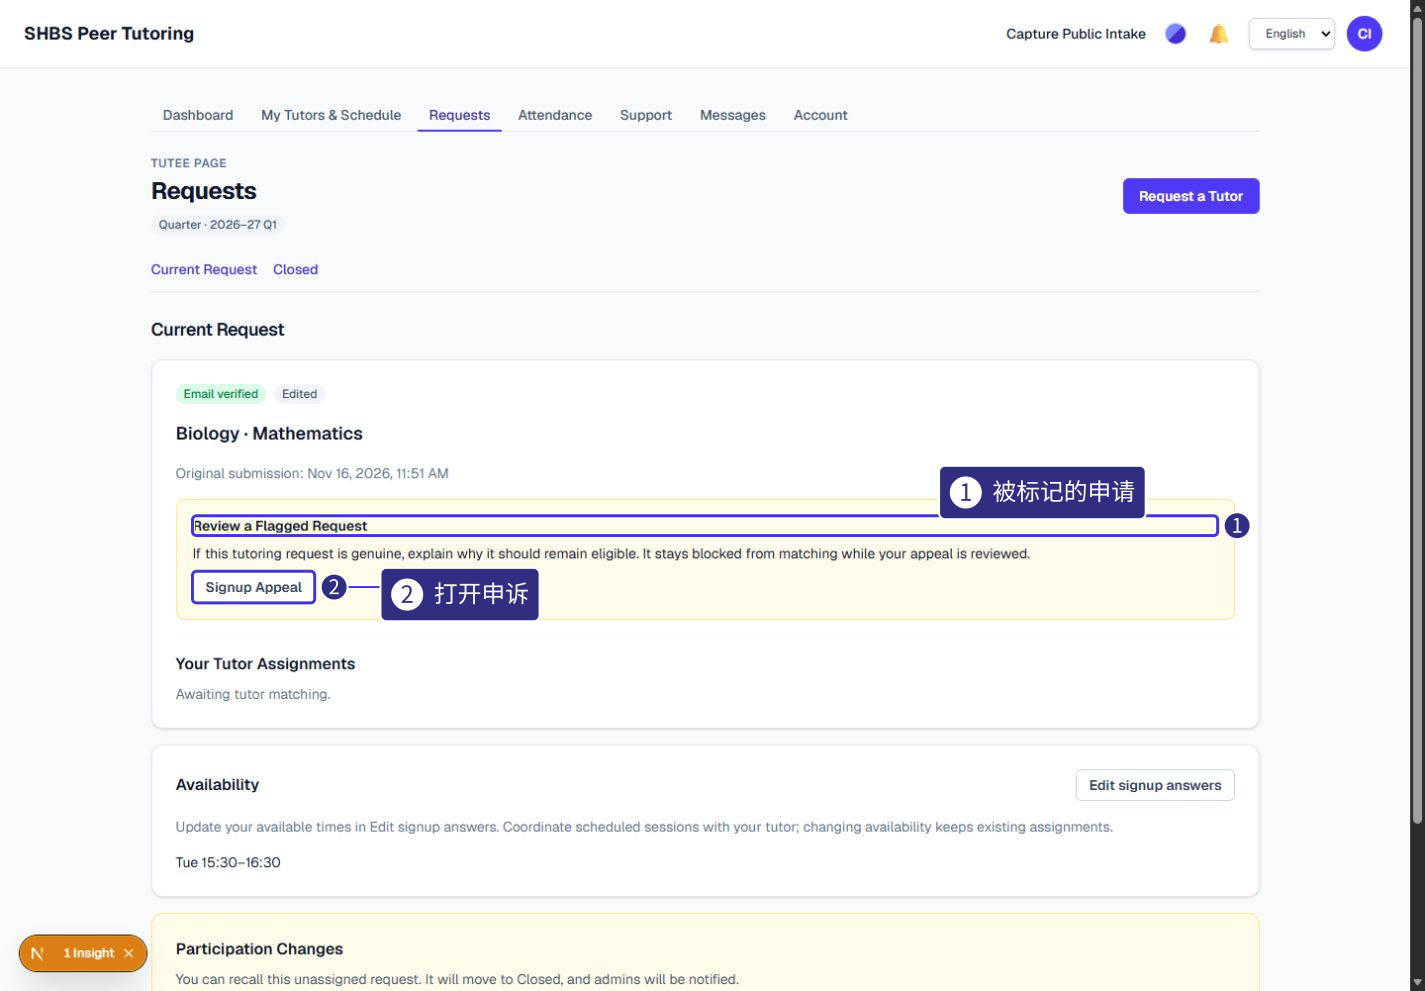 SHBS Peer Tutoring
Capture Public Intake
English
CI
Dashboard
My Tutors & Schedule
Requests
Attendance
Support
Messages
Account
TUTEE PAGE
Requests
Request a Tutor
Quarter · 2026–27 Q1
Current Request
Closed
Current Request
Email verified
Edited
Biology · Mathematics
Original submission: Nov 16, 2026, 11:51 AM
1 被标记的申请
Review a Flagged Request
1
If this tutoring request is genuine, explain why it should remain eligible. It stays blocked from matching while your appeal is reviewed.
Signup Appeal
2
2 打开申诉
Your Tutor Assignments
Awaiting tutor matching.
Availability
Edit signup answers
Update your available times in Edit signup answers. Coordinate scheduled sessions with your tutor; changing availability keeps existing assignments.
Tue 15:30–16:30
Participation Changes
You can recall this unassigned request. It will move to Closed, and admins will be notified.
N
1 Insight ×